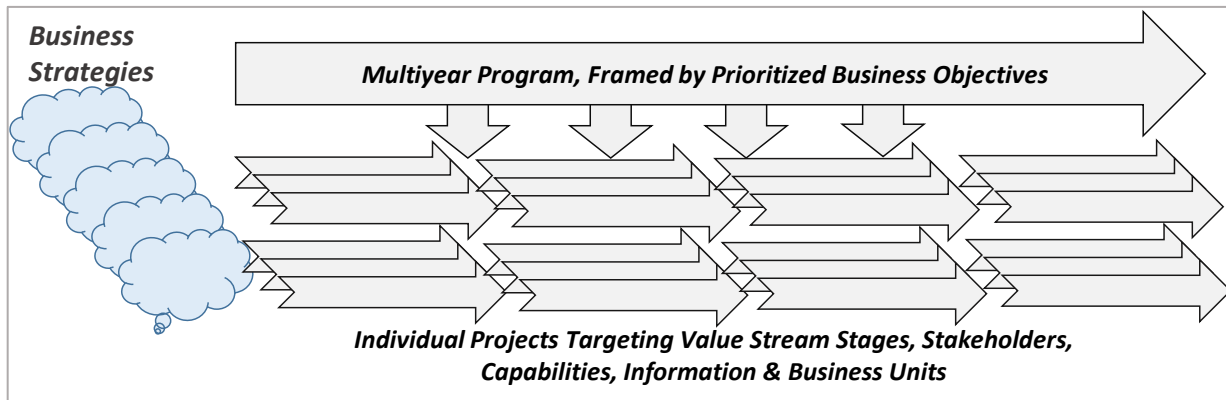 Business
Strategies
Multiyear Program, Framed by Prioritized Business Objectives
Individual Projects Targeting Value Stream Stages, Stakeholders,
Capabilities, Information & Business Units